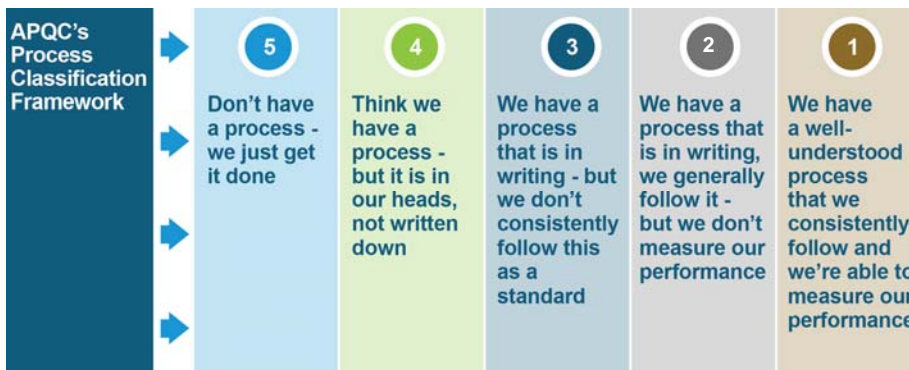 APQC's
Process
Classification
Framework
5
Don't have
a process -
we just get
it done
4
Think we
have a
process -
but it is in
our heads,
not written
down
3
We have a
process
that is in
writing - but
we don't
consistently
follow this
as a
standard
2
We have a
process that
is in writing,
we generally
follow it -
but we don't
measure our
performance
1
We have
a well-
understood
process
that we
consistently
follow and
we're able to
measure our
performance